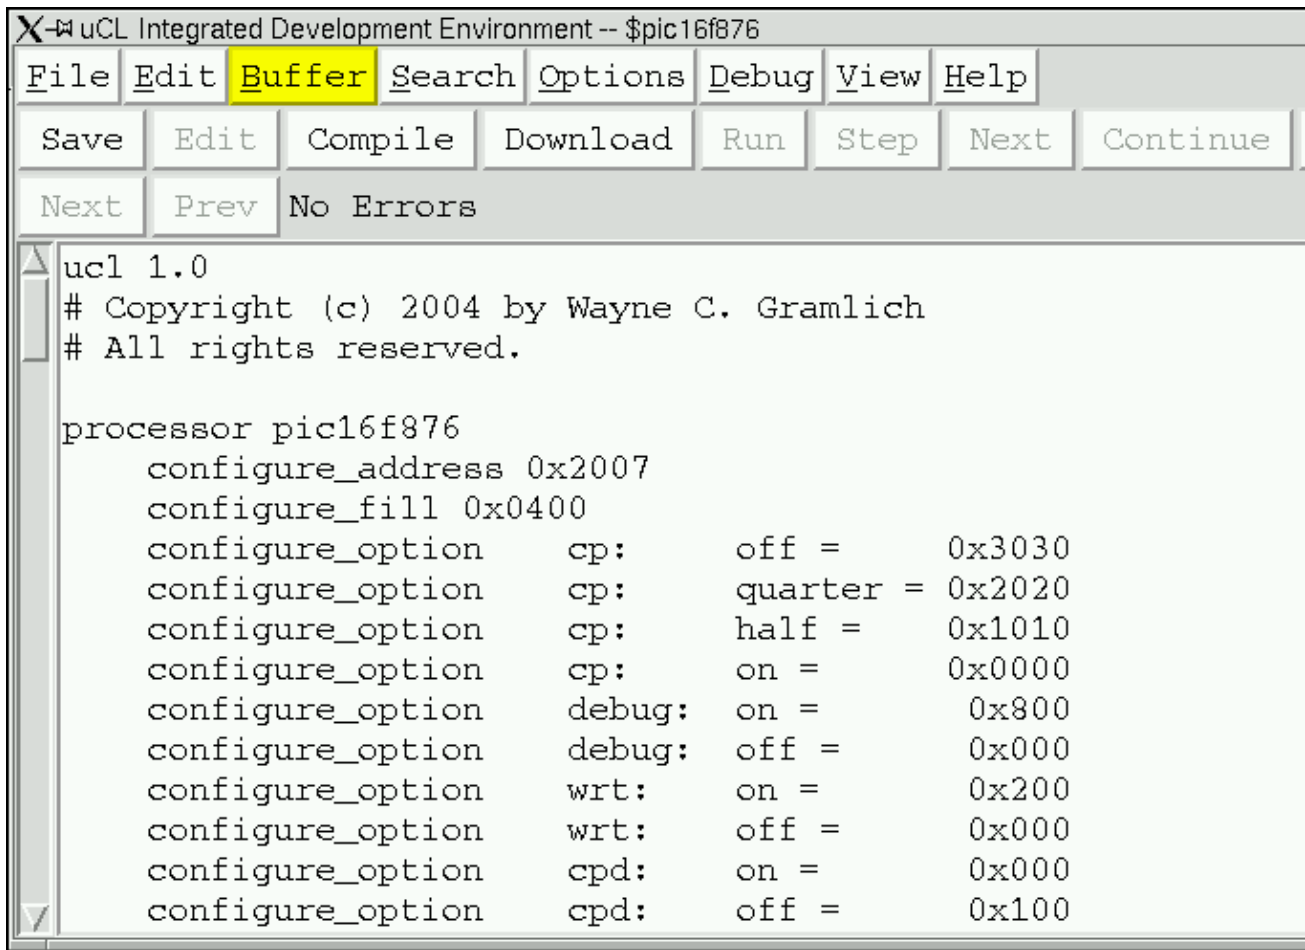 uCL Integrated Development Environment -- $pic16f876
File Edit Buffer Search Options Debug View Help
Save Edit Compile Download Run Step Next Continue
Next Prev No Errors
ucl 1.0
# Copyright (c) 2004 by Wayne C. Gramlich
# All rights reserved.
processor pic16f876
configure_address 0x2007
configure_fill 0x0400
configure_option cp: off = 0x3030
configure_option cp: quarter = 0x2020
configure_option cp: half = 0x1010
configure_option cp: on = 0x0000
configure_option debug: on = 0x800
configure_option debug: off = 0x000
configure_option wrt: on = 0x200
configure_option wrt: off = 0x000
configure_option cpd: on = 0x000
configure_option cpd: off = 0x100